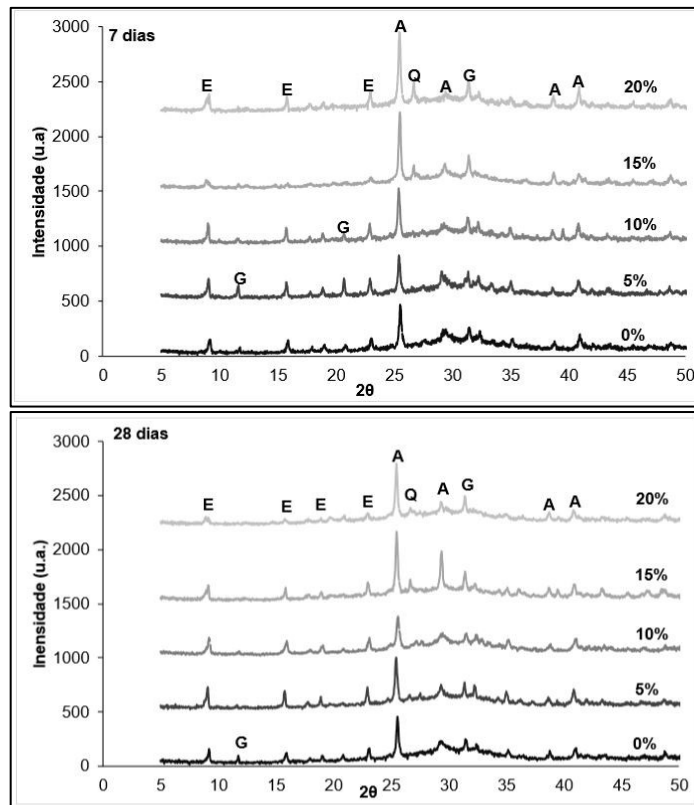 7 dias
3000
2500
2000
1500
1000
500
0
Intensidade (u.a)
A
E E E Q A G A A
20%
15%
10%
G
5%
G
0%
0 5 10 15 20 25 30 35 40 45 50
2θ
28 dias
3000
2500
2000
1500
1000
500
0
Inensidade (u.a.)
A
E E E E Q A G A A
20%
15%
10%
5%
G
0%
0 5 10 15 20 25 30 35 40 45 50
2θ